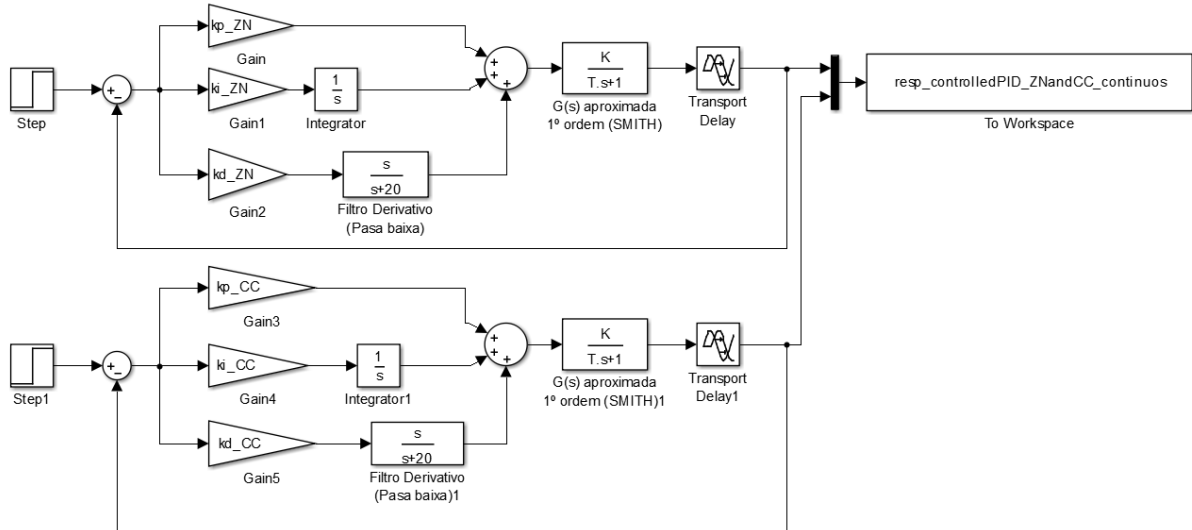 kp_ZN
Gain
Step
ki_ZN
Gain1
1
s
Integrator
kd_ZN
Gain2
s
s+20
Filtro Derivativo
(Pasa baixa)
K
T.s+1
G(s) aproximada
1º ordem (SMITH)
Transport
Delay
resp_controlledPID_ZNandCC_continuos
To Workspace
kp_CC
Gain3
Step1
ki_CC
Gain4
1
s
Integrator1
kd_CC
Gain5
s
s+20
Filtro Derivativo
(Pasa baixa)1
K
T.s+1
G(s) aproximada
1º ordem (SMITH)1
Transport
Delay1